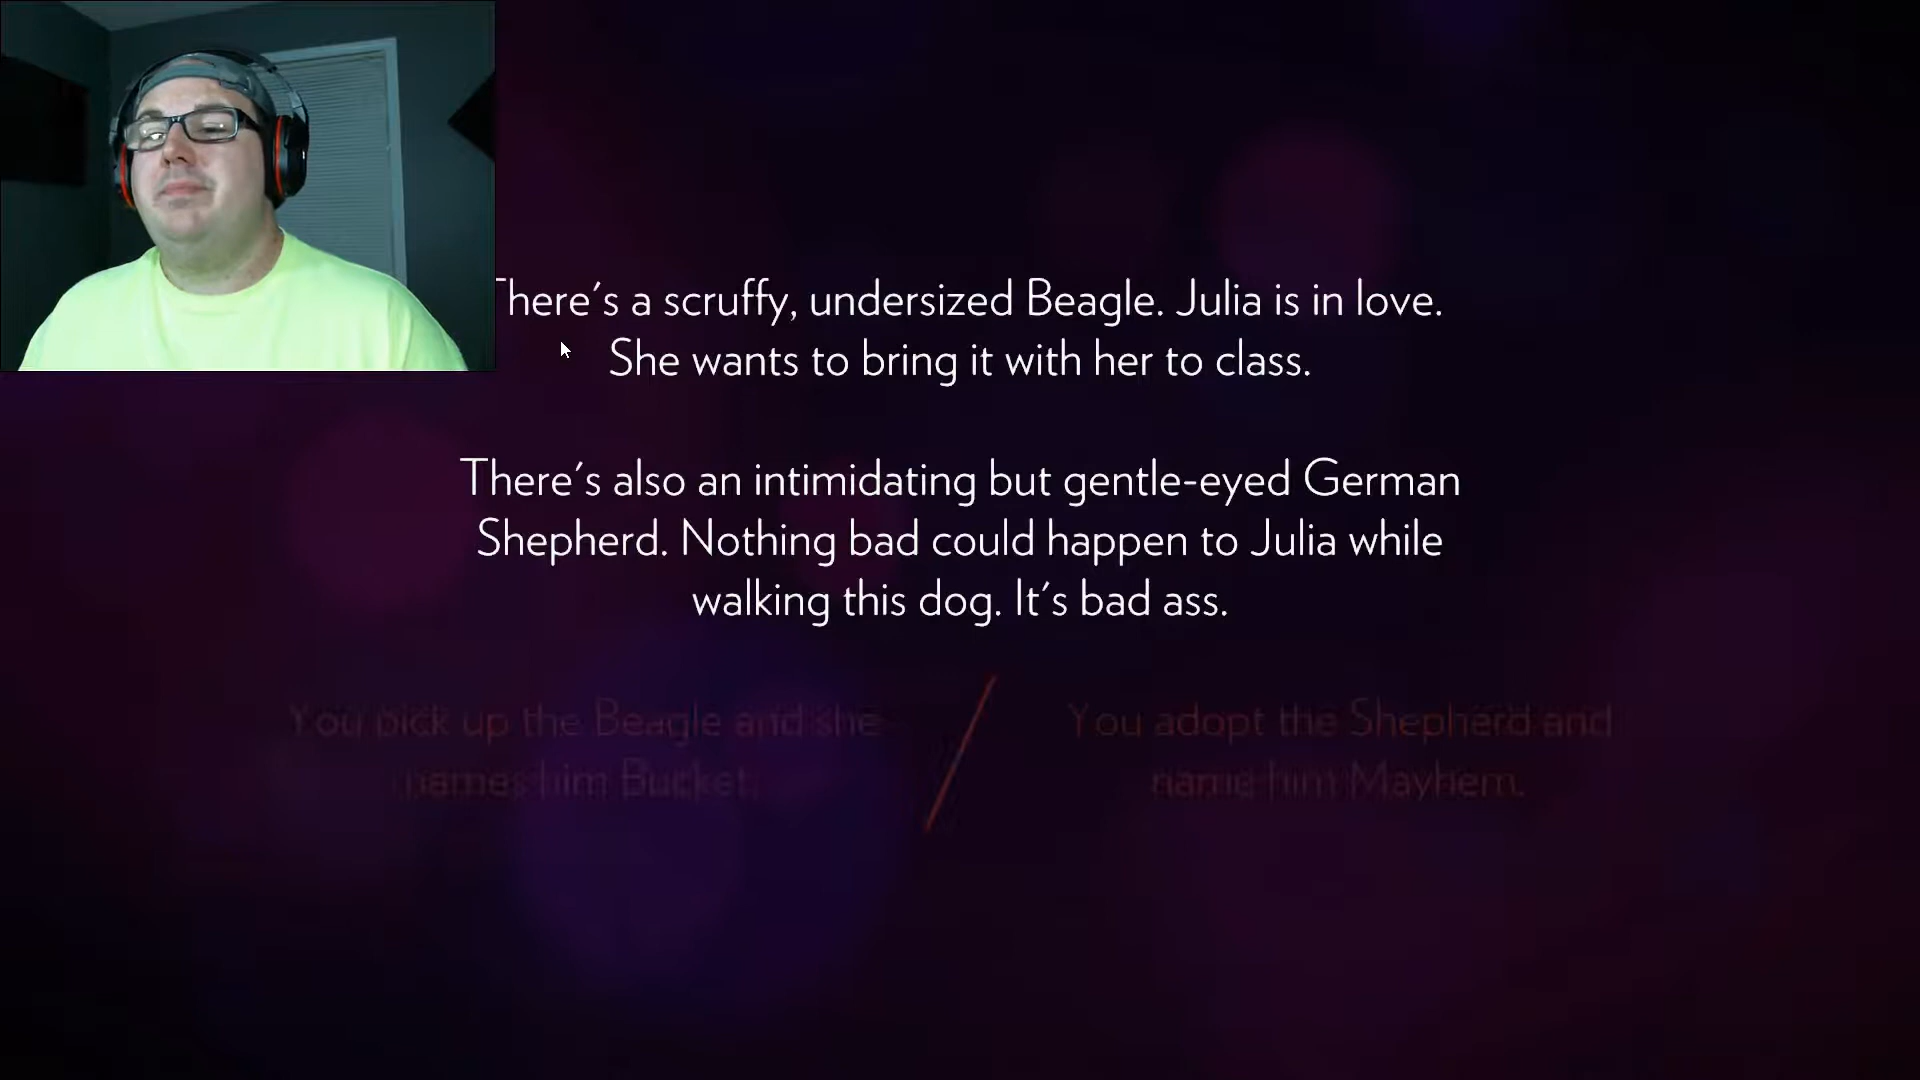 There's a scruffy, undersized Beagle. Julia is in love.
She wants to bring it with her to class.
There's also an intimidating but gentle-eyed German
Shepherd. Nothing bad could happen to Julia while
walking this dog. It's bad ass.
You pick up the Beagle and she
names him Bucket.
You adopt the Shepherd and
name him Mayhem.